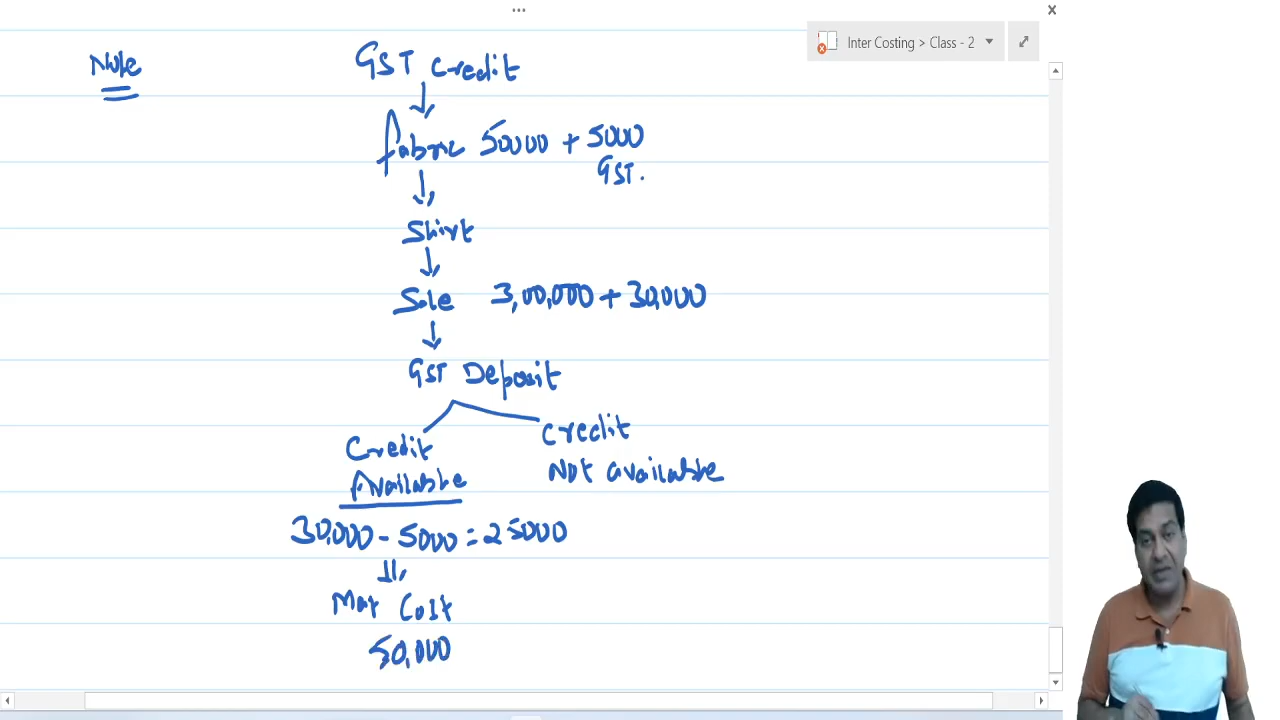 ...
Inter Costing > Class - 2
Note
GST Credit
fabric 50000 + 5000
GST.
Shirt
Sale 3,00,000 + 30,000
GST Deposit
Credit
Available
Credit
Not available
30,000 - 5000 = 25000
Mat Cost
50,000